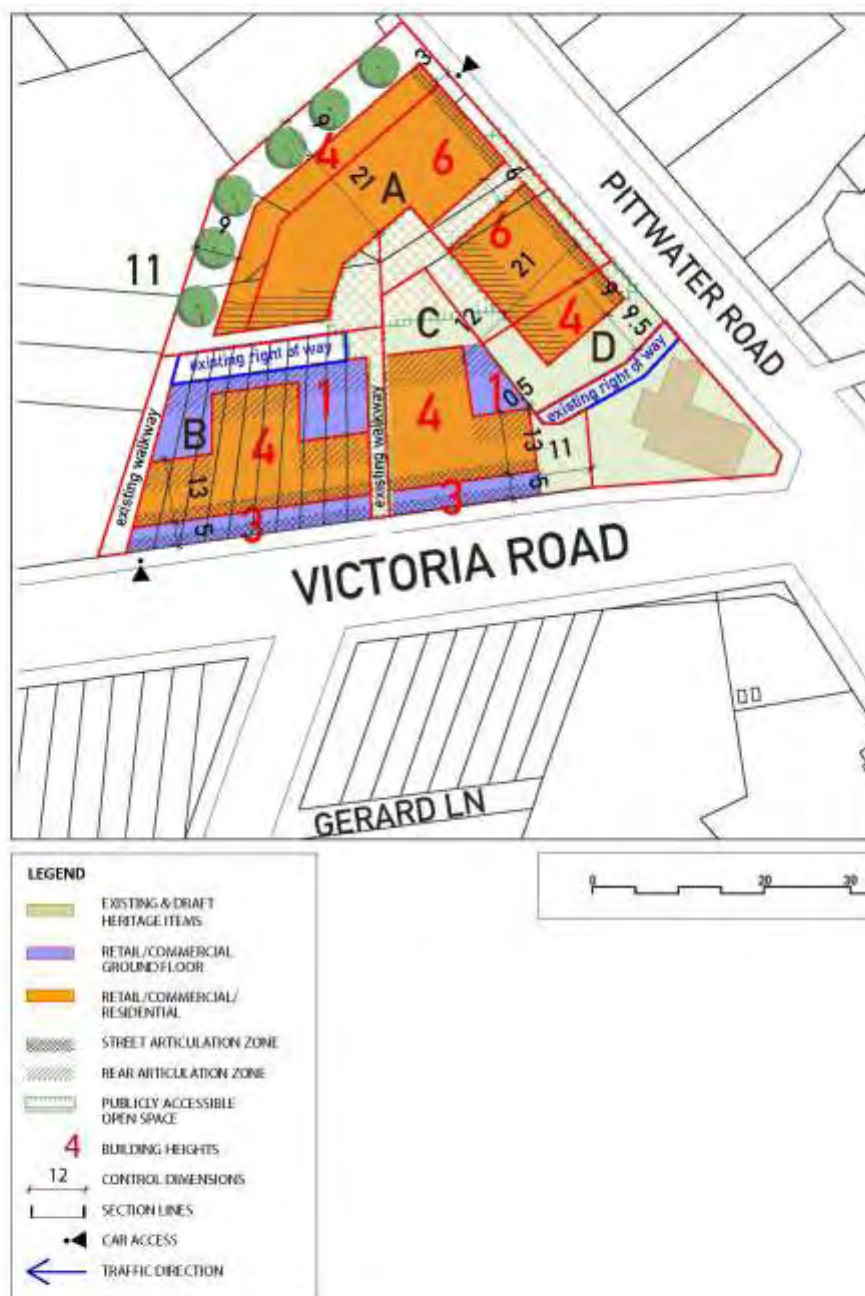 3
9
4
6
21
A
6
PITTWATER ROAD
9
6
21
11
9
9.5
4
C
12
D
existing right of way
existing right of way
1
1
0.5
B
4
4
existing walkway
existing walkway
13
13
11
5
5
3
3
VICTORIA ROAD
GERARD LN
LEGEND
EXISTING & DRAFT
HERITAGE ITEMS
RETAIL/COMMERCIAL
GROUND FLOOR
RETAIL/COMMERCIAL/
RESIDENTIAL
STREET ARTICULATION ZONE
REAR ARTICULATION ZONE
PUBLICLY ACCESSIBLE
OPEN SPACE
4 BUILDING HEIGHTS
12 CONTROL DIMENSIONS
SECTION LINES
CAR ACCESS
TRAFFIC DIRECTION
0 20 30